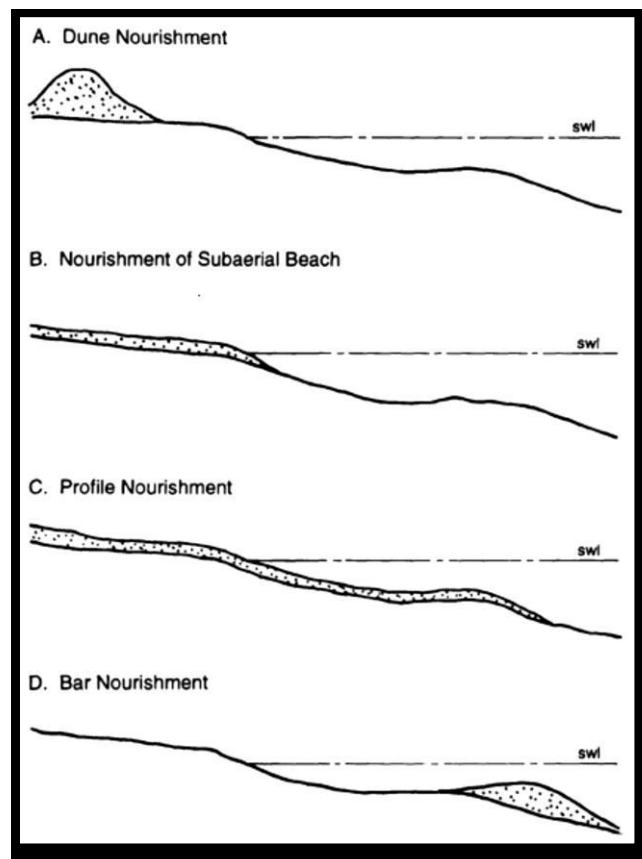 A. Dune Nourishment
swl
B. Nourishment of Subaerial Beach
swl
C. Profile Nourishment
swl
D. Bar Nourishment
swl